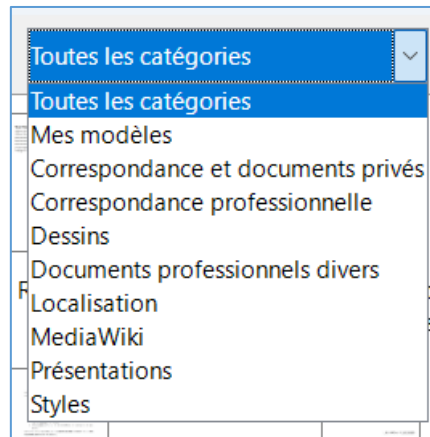 Toutes les catégories
Toutes les catégories
Mes modèles
Correspondance et documents privés
Correspondance professionnelle
Dessins
Documents professionnels divers
Localisation
MediaWiki
Présentations
Styles